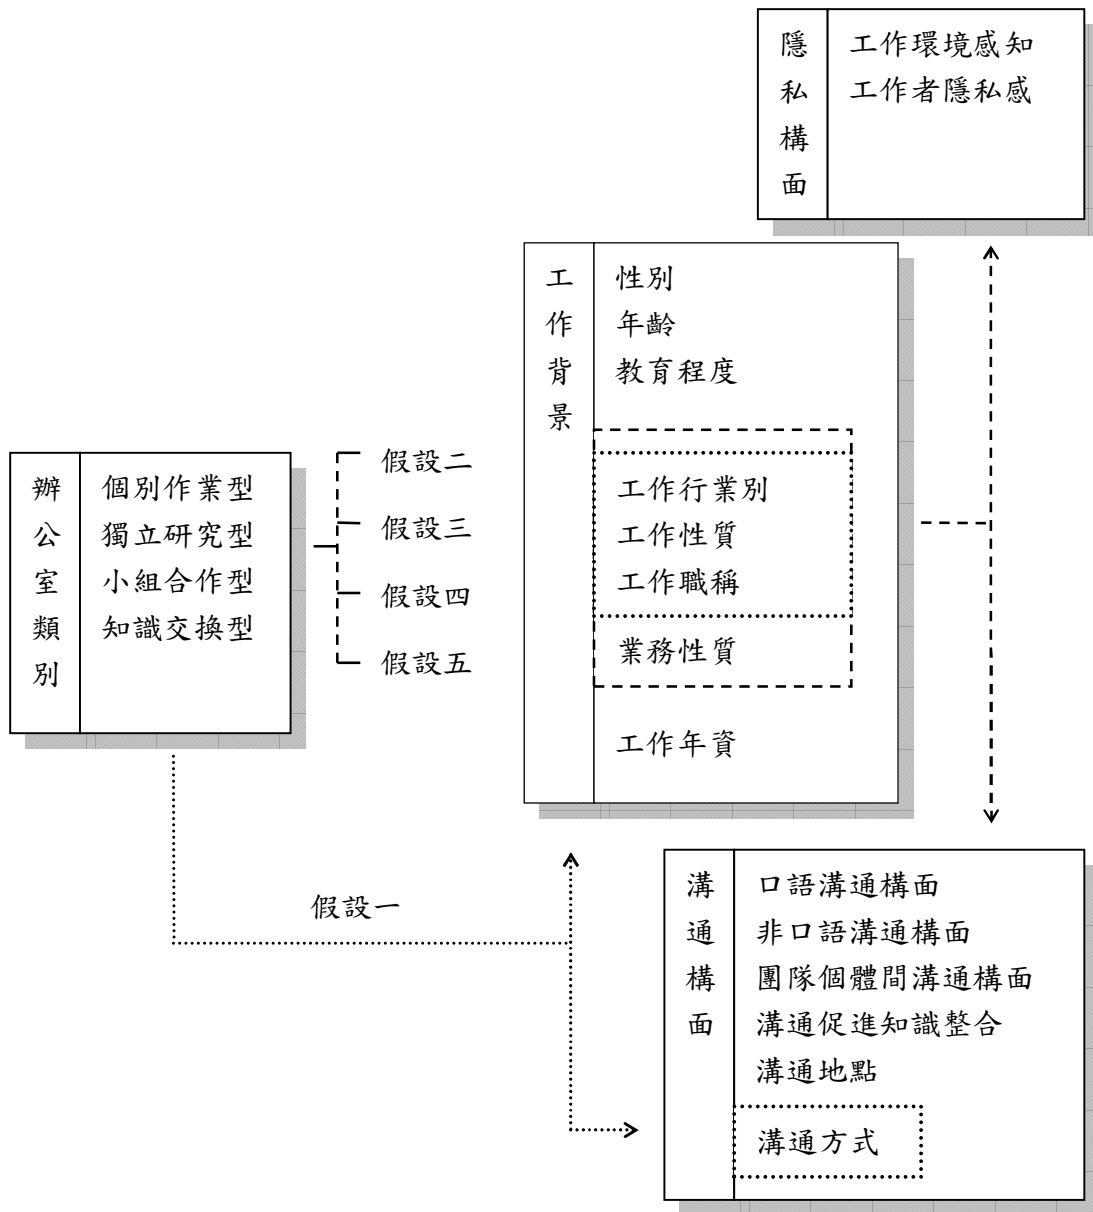 隱私構面
工作環境感知
工作者隱私感
工作背景
性別
年齡
教育程度
工作行業別
工作性質
工作職稱
業務性質
工作年資
辦公室類別
個別作業型
獨立研究型
小組合作型
知識交換型
假設二
假設三
假設四
假設五
假設一
溝通構面
口語溝通構面
非口語溝通構面
團隊個體間溝通構面
溝通促進知識整合
溝通地點
溝通方式